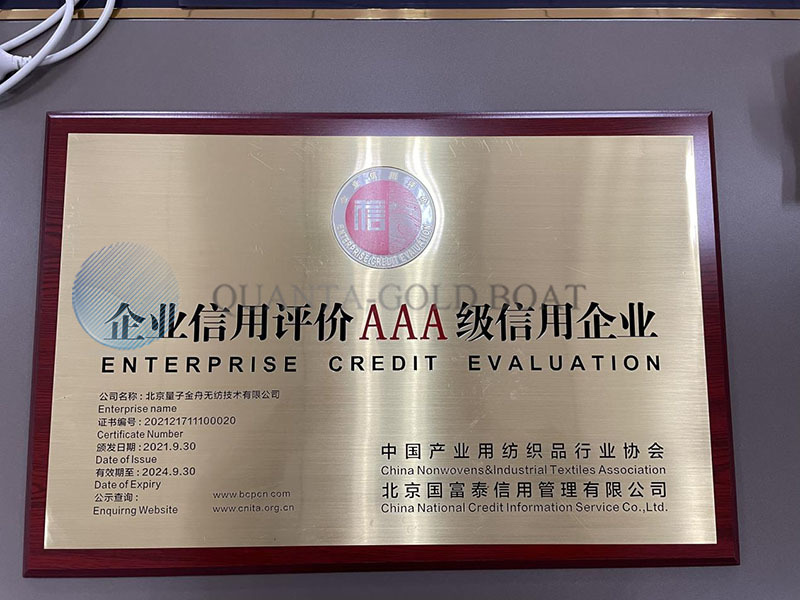 信
ENTERPRISE CREDIT EVALUATION
QUANTA-GOLD BOAT
企业信用评价AAA级信用企业
ENTERPRISE CREDIT EVALUATION
公司名称：北京量子金舟无纺技术有限公司
Enterprise name
证书编号：202121711100020
Certificate Number
颁发日期：2021.9.30
Date of Issue
有效期至：2024.9.30
Date of Expiry
公示查询：
www.bcpcn.com
Enquirng Website
www.cnita.org.cn
中国产业用纺织品行业协会
China Nonwovens&Industrial Textiles Association
北京国富泰信用管理有限公司
China National Credit Information Service Co.,Ltd.